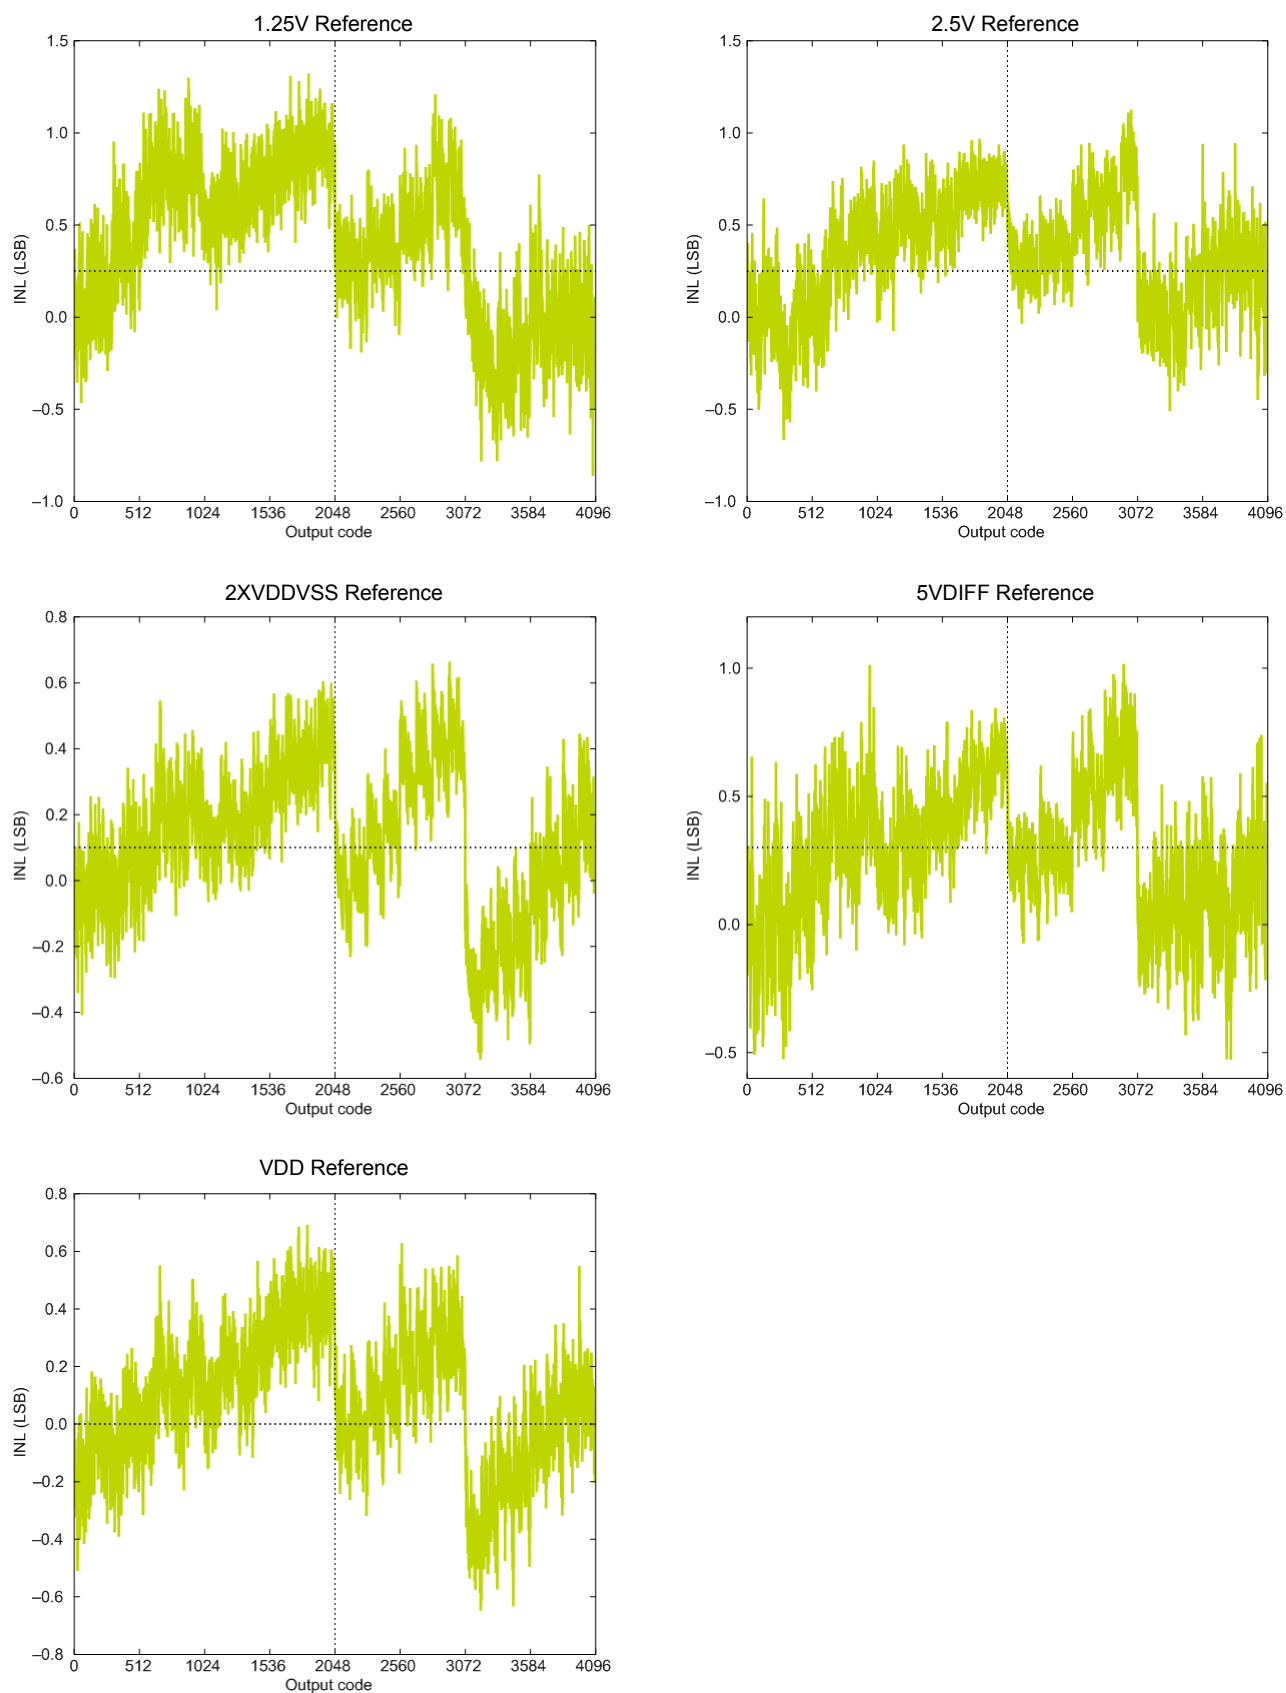 1.25V Reference
1.5
1.0
0.5
0.0
–0.5
–1.0
INL (LSB)
0 512 1024 1536 2048 2560 3072 3584 4096
Output code
2.5V Reference
1.5
1.0
0.5
0.0
–0.5
–1.0
INL (LSB)
0 512 1024 1536 2048 2560 3072 3584 4096
Output code
2XVDDVSS Reference
0.8
0.6
0.4
0.2
0.0
–0.2
–0.4
–0.6
INL (LSB)
0 512 1024 1536 2048 2560 3072 3584 4096
Output code
5VDIFF Reference
1.0
0.5
0.0
–0.5
INL (LSB)
0 512 1024 1536 2048 2560 3072 3584 4096
Output code
VDD Reference
0.8
0.6
0.4
0.2
0.0
–0.2
–0.4
–0.6
–0.8
INL (LSB)
0 512 1024 1536 2048 2560 3072 3584 4096
Output code